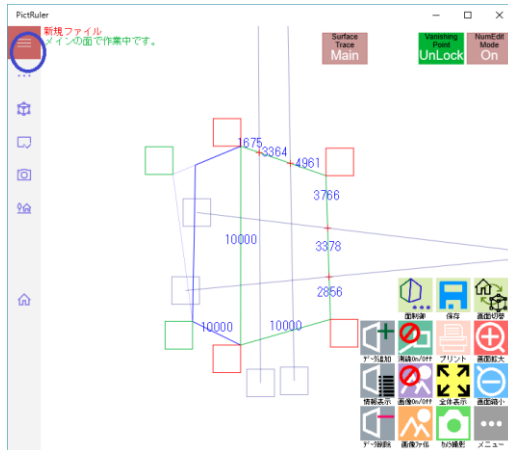 PictRuler
新規ファイル
メインの面で作業中です。
Surface
Trace
Main
Vanishing
Point
UnLock
NumEdit
Mode
On
1675
3364
4961
3766
10000
3378
2856
10000
10000
面制御
保存
画面切替
データ追加
測線On/Off
プリント
画面拡大
情報表示
画像On/Off
全体表示
画面縮小
データ削除
画像ファイル
カメラ撮影
メニュー